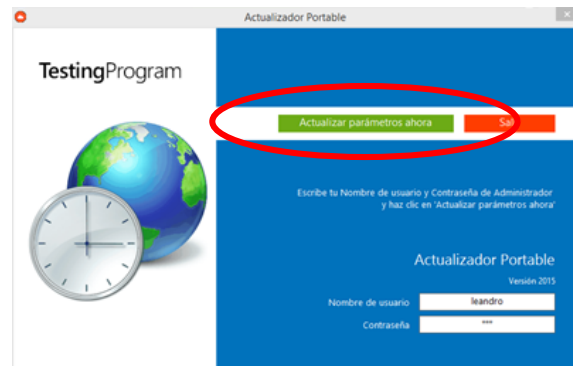 Actualizador Portable
TestingProgram
Actualizar parámetros ahora
Escribe tu Nombre de usuario y Contraseña de Administrador
y haz clic en 'Actualizar parámetros ahora'
Actualizador Portable
Versión 2015
Nombre de usuario leandro
Contraseña ***